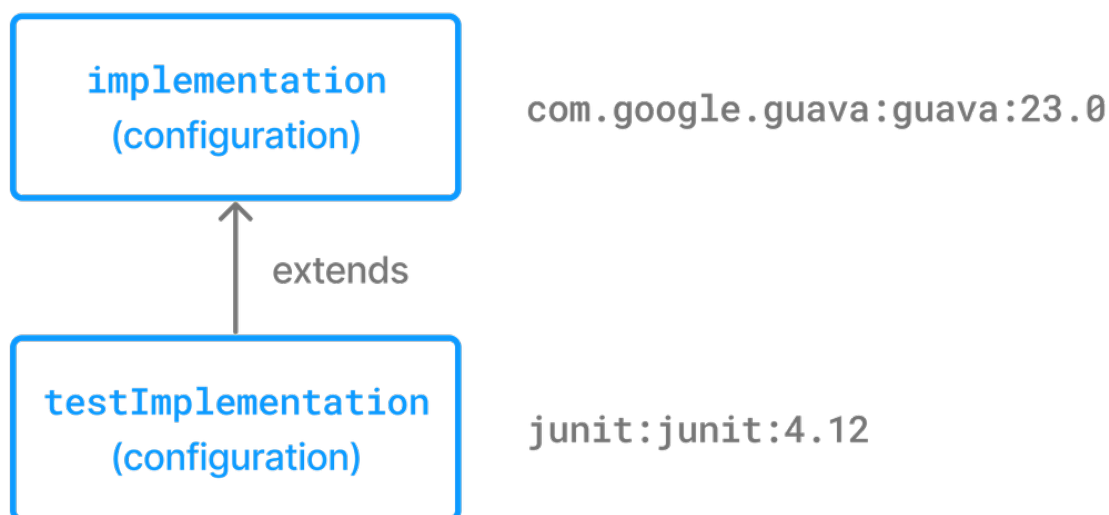 implementation
(configuration)
com.google.guava:guava:23.0
extends
testImplementation
(configuration)
junit:junit:4.12